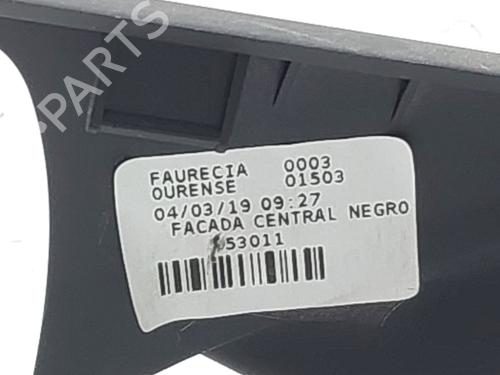 B-PARTS
FAURECIA 0003
OURENSE 01503
04/03/19 09:27
FACADA CENTRAL NEGRO
53011